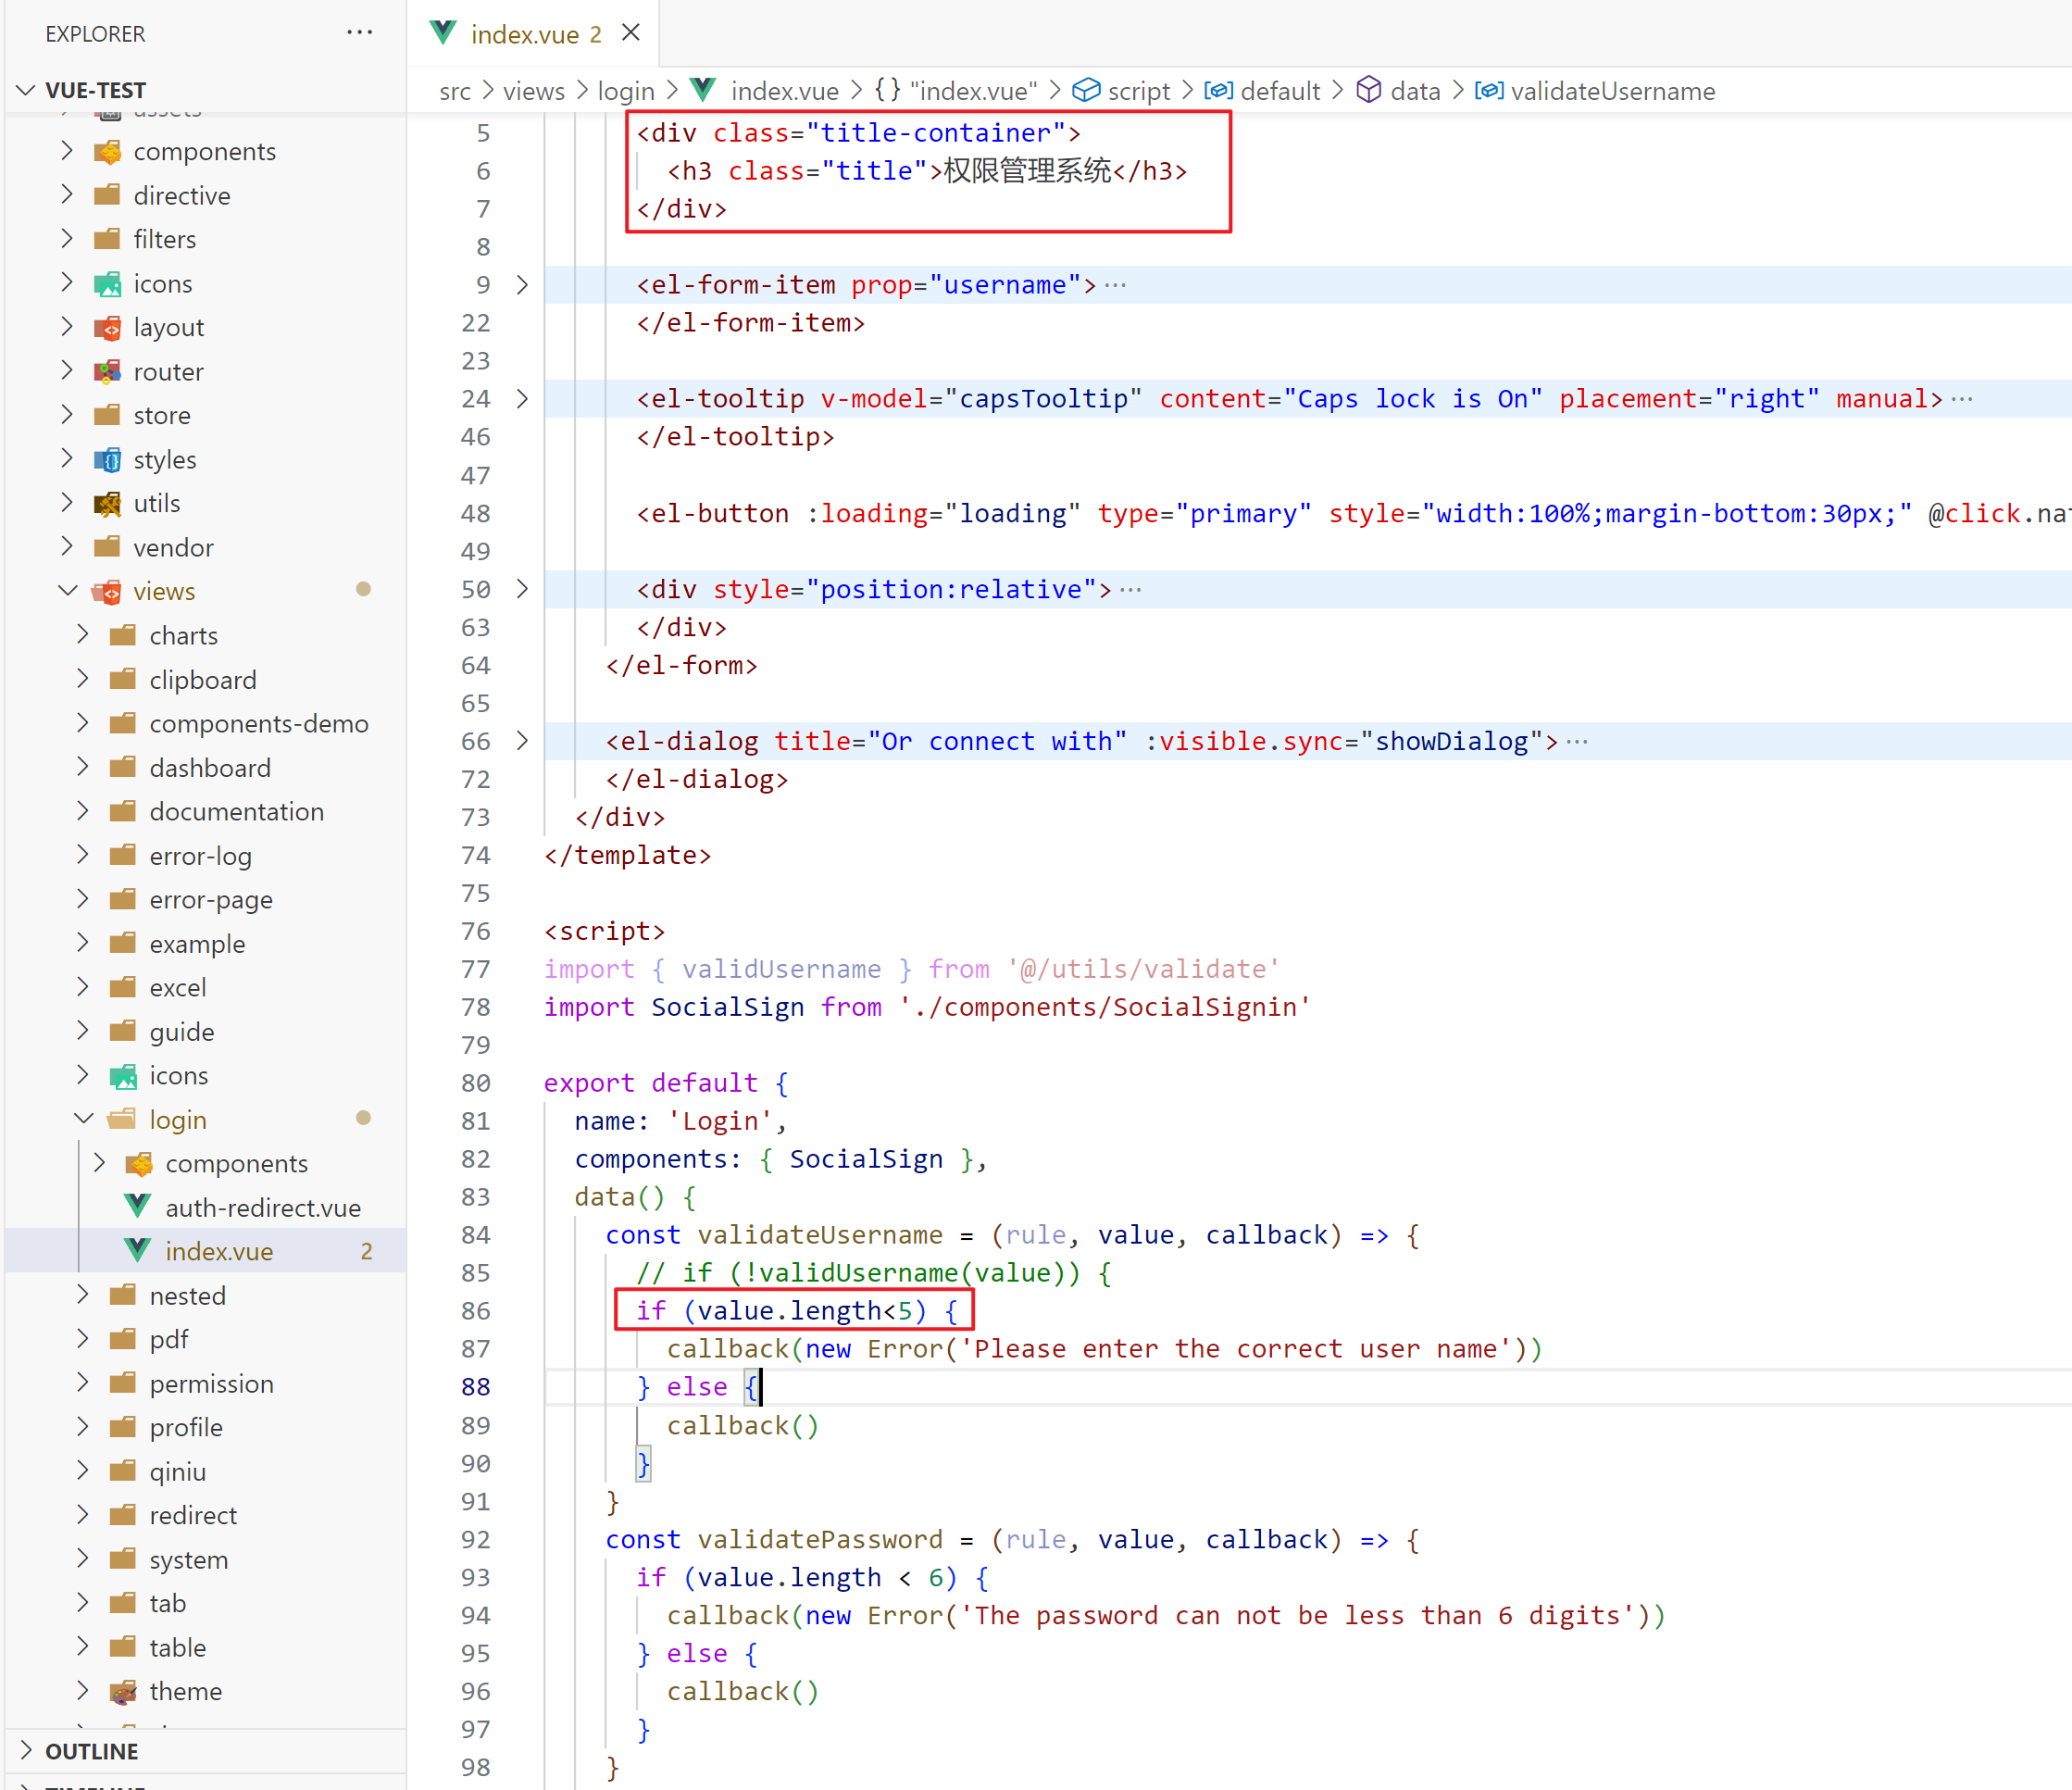 EXPLORER
VUE-TEST
assets
components
directive
filters
icons
layout
router
store
styles
utils
vendor
views
charts
clipboard
components-demo
dashboard
documentation
error-log
error-page
example
excel
guide
icons
login
components
auth-redirect.vue
index.vue 2
nested
pdf
permission
profile
qiniu
redirect
system
tab
table
theme
OUTLINE
TIMELINE
index.vue 2
src > views > login > index.vue > {} "index.vue" > script > default > data > validateUsername
5 <div class="title-container">
6 <h3 class="title">权限管理系统</h3>
7 </div>
8
9 <el-form-item prop="username">···
22 </el-form-item>
23
24 <el-tooltip v-model="capsTooltip" content="Caps lock is On" placement="right" manual>···
46 </el-tooltip>
47
48 <el-button :loading="loading" type="primary" style="width:100%;margin-bottom:30px;" @click.nat
49
50 <div style="position:relative">···
63 </div>
64 </el-form>
65
66 <el-dialog title="Or connect with" :visible.sync="showDialog">···
72 </el-dialog>
73 </div>
74 </template>
75
76 <script>
77 import { validUsername } from '@/utils/validate'
78 import SocialSign from './components/SocialSignin'
79
80 export default {
81 name: 'Login',
82 components: { SocialSign },
83 data() {
84 const validateUsername = (rule, value, callback) => {
85 // if (!validUsername(value)) {
86 if (value.length<5) {
87 callback(new Error('Please enter the correct user name'))
88 } else {
89 callback()
90 }
91 }
92 const validatePassword = (rule, value, callback) => {
93 if (value.length < 6) {
94 callback(new Error('The password can not be less than 6 digits'))
95 } else {
96 callback()
97 }
98 }